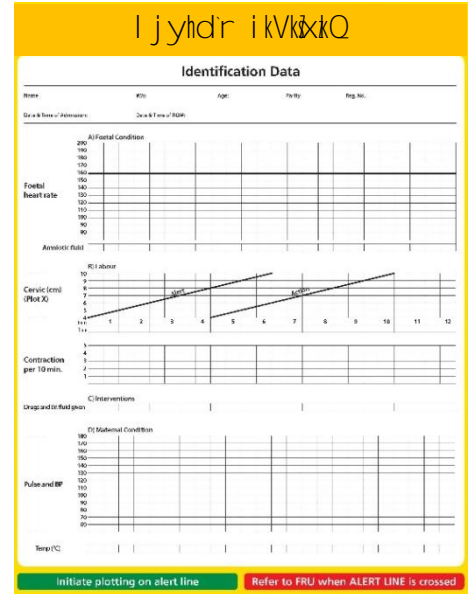 ljyhdr ikVkxzkQ
Identification Data
Name: W/o: Age: Parity: Reg. No.
Date & Time of Admission: Date & Time of ROM:
A) Foetal Condition
200
190
180
170
160
150
140
130
120
110
100
90
80
Foetal
heart rate
Amniotic fluid
B) Labour
10
9
8
7
6
5
4
Cervic (cm)
(Plot X)
Alert
Action
1 2 3 4 5 6 7 8 9 10 11 12
Contraction
per 10 min.
5
4
3
2
1
C) Interventions
Drugs and IV fluid given
D) Maternal Condition
180
170
160
150
140
130
120
110
100
90
80
70
60
Pulse and BP
Temp (°C)
Initiate plotting on alert line
Refer to FRU when ALERT LINE is crossed